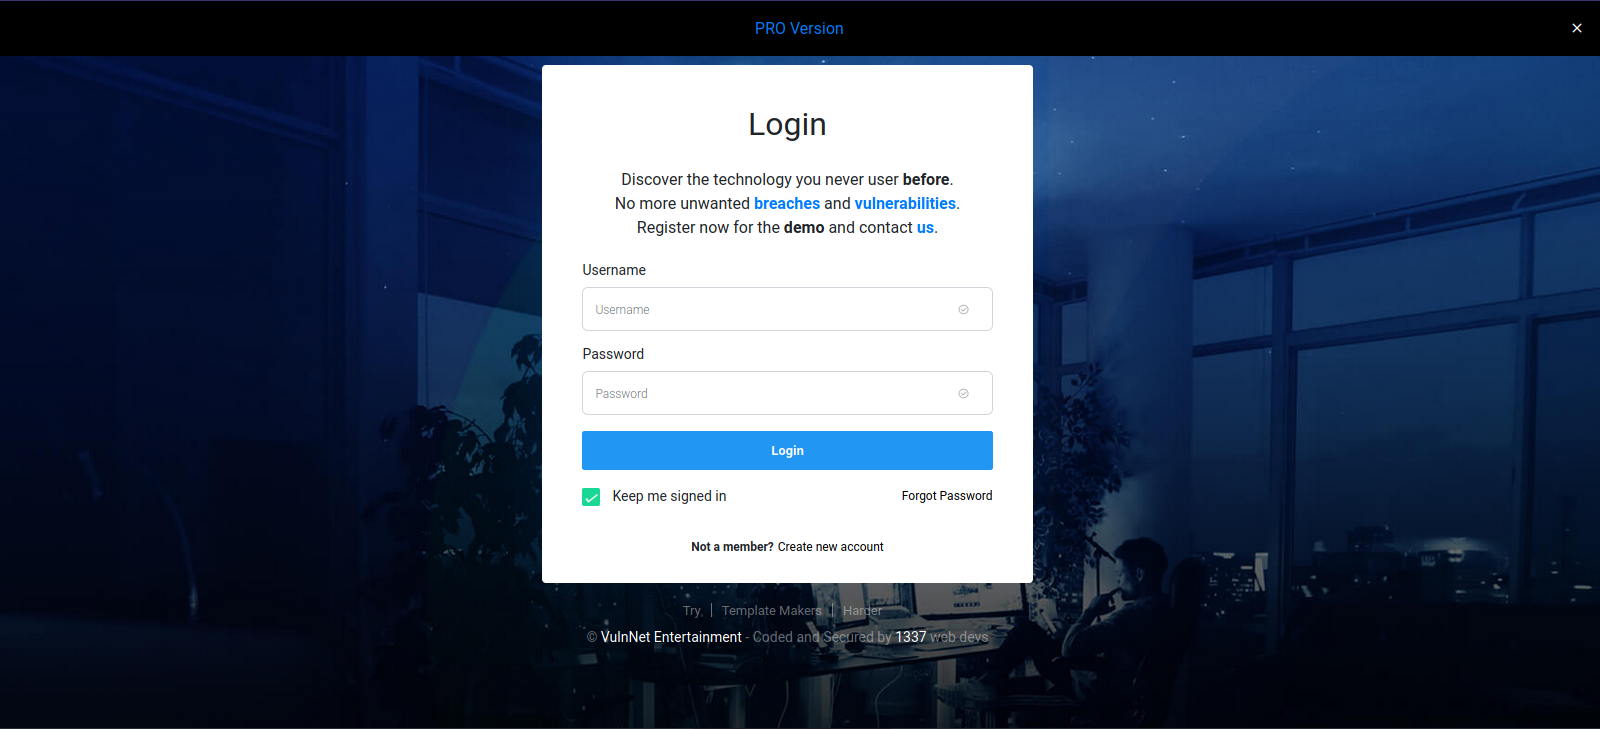 PRO Version ×
Login
Discover the technology you never user before.
No more unwanted breaches and vulnerabilities.
Register now for the demo and contact us.
Username
Username
Password
Password
Login
Keep me signed in Forgot Password
Not a member? Create new account
Try. | Template Makers | Harder
© VulnNet Entertainment - Coded and Secured by 1337 web devs